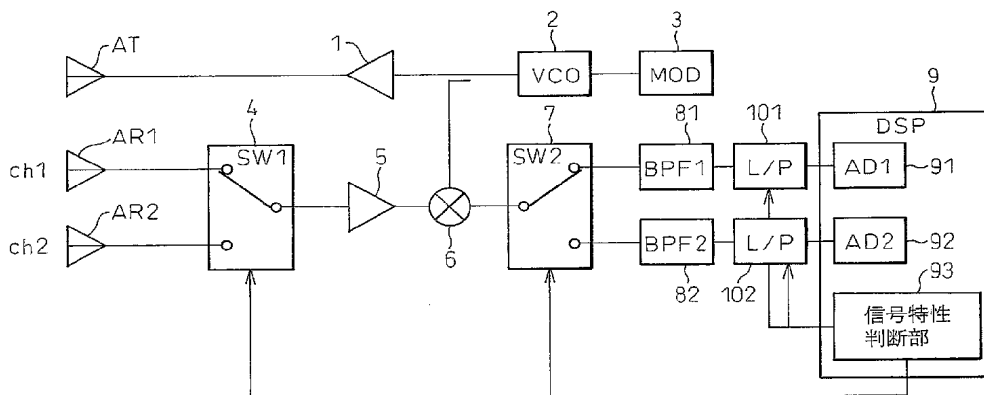 AT
1
2
3
VCO
MOD
ch1
AR1
4
SW1
5
6
7
SW2
81
BPF1
101
L/P
9
DSP
AD1
91
ch2
AR2
BPF2
82
L/P
102
AD2
92
93
信号特性
判断部